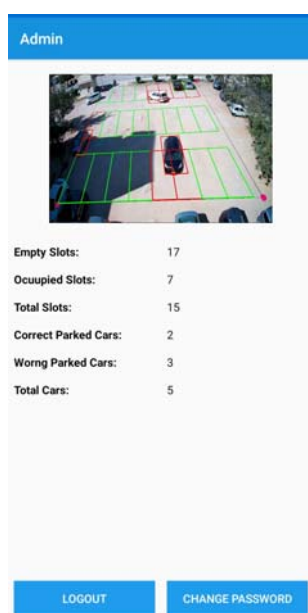 Admin
Empty Slots: 17
Ocuupied Slots: 7
Total Slots: 15
Correct Parked Cars: 2
Worng Parked Cars: 3
Total Cars: 5
LOGOUT CHANGE PASSWORD